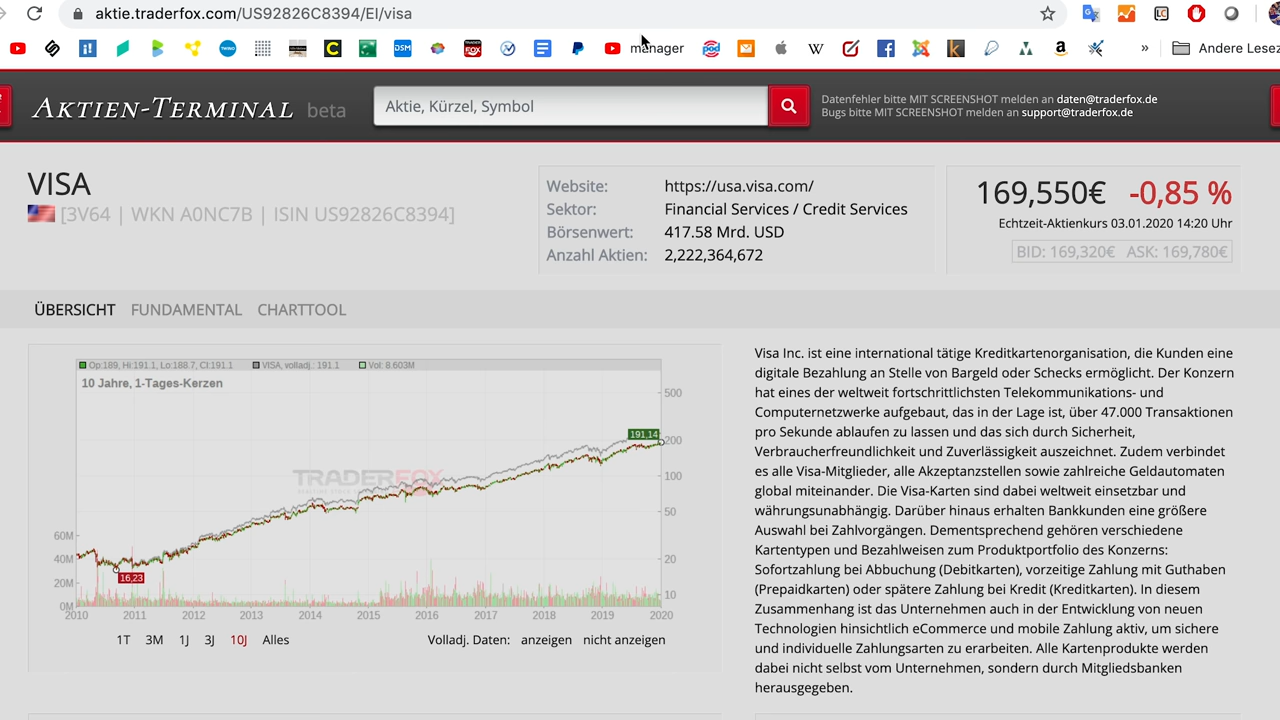 aktie.traderfox.com/US92826C8394/EI/visa
manager
Andere Lesez
AKTIEN-TERMINAL beta
Aktie, Kürzel, Symbol
Datenfehler bitte MIT SCREENSHOT melden an daten@traderfox.de
Bugs bitte MIT SCREENSHOT melden an support@traderfox.de
VISA
[3V64 | WKN A0NC7B | ISIN US92826C8394]
Website: https://usa.visa.com/
Sektor: Financial Services / Credit Services
Börsenwert: 417.58 Mrd. USD
Anzahl Aktien: 2,222,364,672
169,550€ -0,85 %
Echtzeit-Aktienkurs 03.01.2020 14:20 Uhr
BID: 169,320€ ASK: 169,780€
ÜBERSICHT FUNDAMENTAL CHARTTOOL
Op:189, Hi:191.1, Lo:188.7, Cl:191.1 VISA, volladj.: 191.1 Vol: 8.603M
10 Jahre, 1-Tages-Kerzen
500
191,14
200
TRADERFOX
100
50
60M
40M
20
16,23
20M
10
0M
2010 2011 2012 2013 2014 2015 2016 2017 2018 2019 2020
1T 3M 1J 3J 10J Alles
Volladj. Daten: anzeigen nicht anzeigen
Visa Inc. ist eine international tätige Kreditkartenorganisation, die Kunden eine
digitale Bezahlung an Stelle von Bargeld oder Schecks ermöglicht. Der Konzern
hat eines der weltweit fortschrittlichsten Telekommunikations- und
Computernetzwerke aufgebaut, das in der Lage ist, über 47.000 Transaktionen
pro Sekunde ablaufen zu lassen und das sich durch Sicherheit,
Verbraucherfreundlichkeit und Zuverlässigkeit auszeichnet. Zudem verbindet
es alle Visa-Mitglieder, alle Akzeptanzstellen sowie zahlreiche Geldautomaten
global miteinander. Die Visa-Karten sind dabei weltweit einsetzbar und
währungsunabhängig. Darüber hinaus erhalten Bankkunden eine größere
Auswahl bei Zahlvorgängen. Dementsprechend gehören verschiedene
Kartentypen und Bezahlweisen zum Produktportfolio des Konzerns:
Sofortzahlung bei Abbuchung (Debitkarten), vorzeitige Zahlung mit Guthaben
(Prepaidkarten) oder spätere Zahlung bei Kredit (Kreditkarten). In diesem
Zusammenhang ist das Unternehmen auch in der Entwicklung von neuen
Technologien hinsichtlich eCommerce und mobile Zahlung aktiv, um sichere
und individuelle Zahlungsarten zu erarbeiten. Alle Kartenprodukte werden
dabei nicht selbst vom Unternehmen, sondern durch Mitgliedsbanken
herausgegeben.